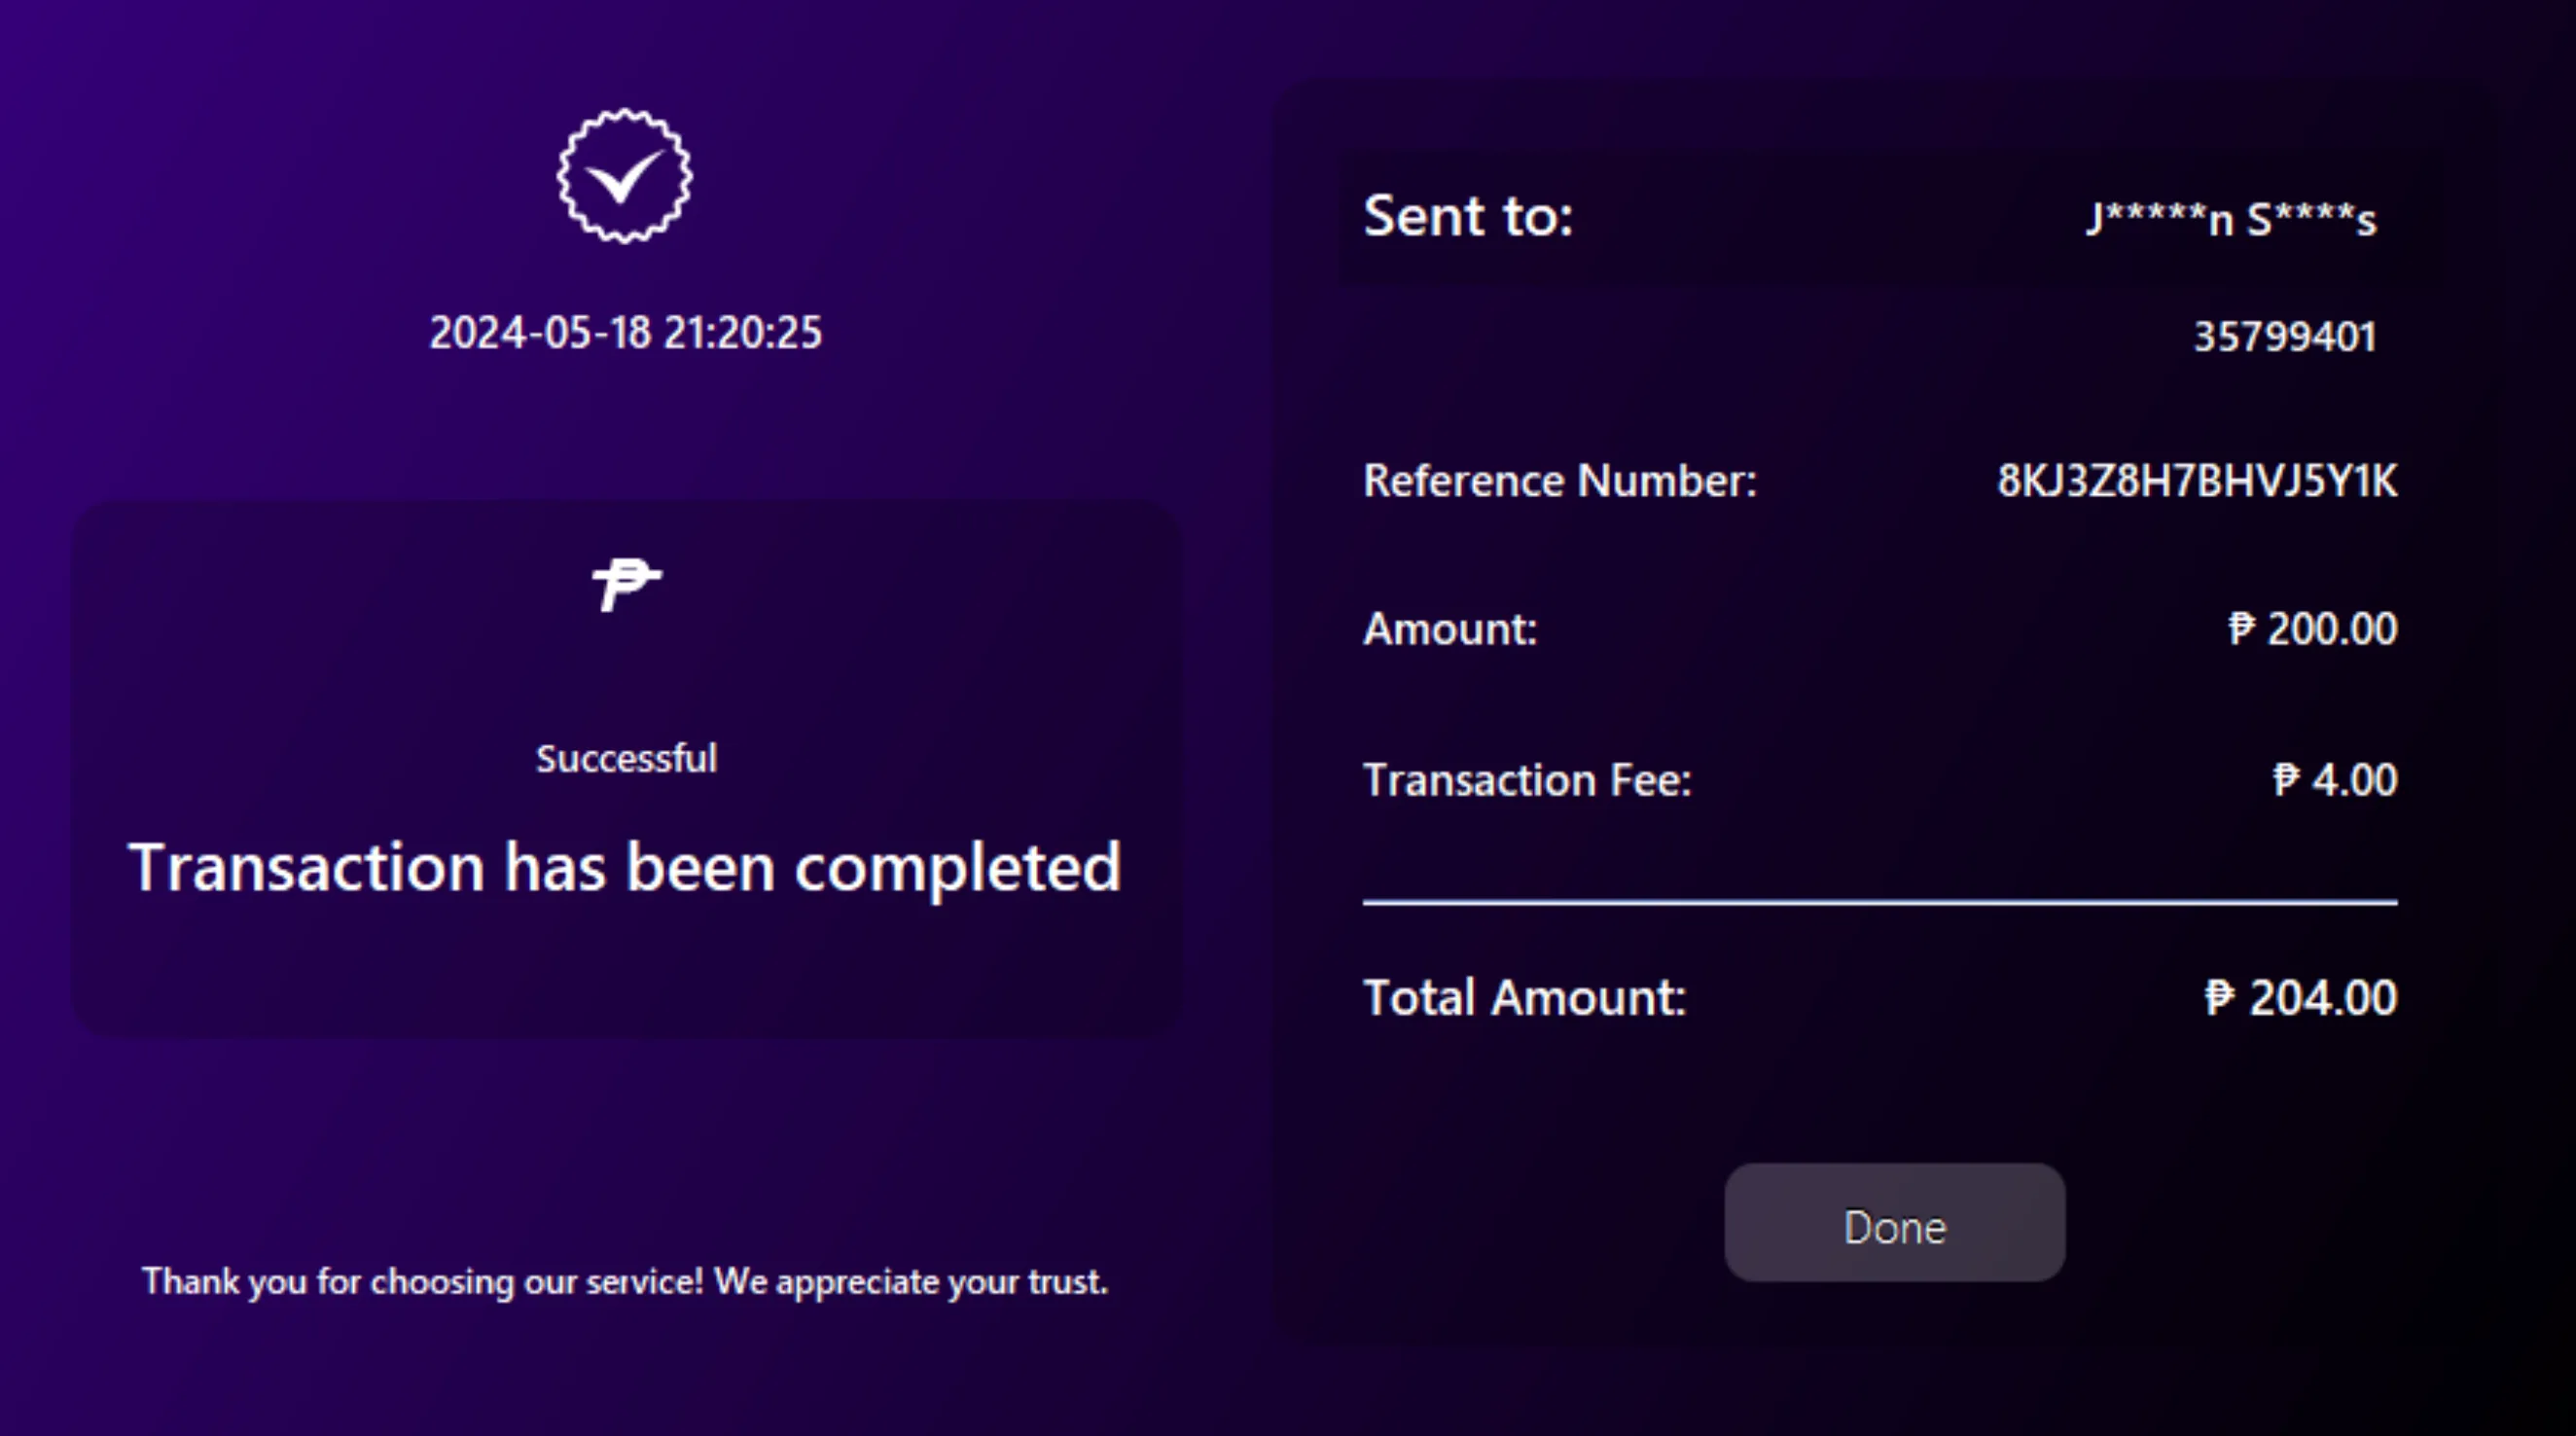 2024-05-18 21:20:25
₱
Successful
Transaction has been completed
Thank you for choosing our service! We appreciate your trust.
Sent to: J*****n S****s
35799401
Reference Number: 8KJ3Z8H7BHVJ5Y1K
Amount: ₱ 200.00
Transaction Fee: ₱ 4.00
Total Amount: ₱ 204.00
Done